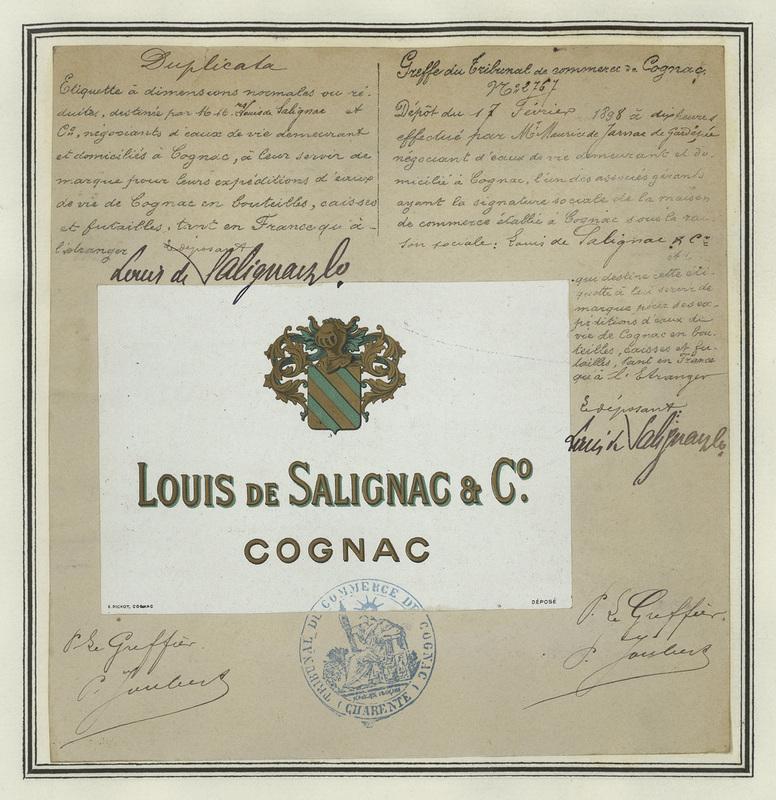 Duplicata
Etiquette à dimensions normales ou ré-
duites, destinée par M.M. Louis de Salignac et
Co, négociants d'eaux de vie demeurant
et domiciliés à Cognac, à leur servir de
marque pour leurs expéditions d'eaux
de vie de Cognac en bouteilles, caisses
et futailles, tant en France qu'à
l'étranger
Le déposant
Louis de Salignac & Co
Greffe du Tribunal de commerce de Cognac,
No 2767
Dépôt du 17 Février 1898 à dix heures
effectué par Mr Maurice de Jarnac de Gardépée
négociant d'eaux de vie demeurant et do-
micilié à Cognac, l'un des associés gérants
ayant la signature sociale de la maison
de commerce établie à Cognac sous la rai-
son sociale: Louis de Salignac & Co
qui destine cette éti-
quette à lui servir de
marque pour ses ex-
péditions d'eaux de
vie de Cognac en bou-
teilles, caisses et fu-
tailles, tant en France
qu'à l'Etranger
Le déposant
Louis de Salignac & Co
LOUIS DE SALIGNAC & Co.
COGNAC
E. PICHOT, COGNAC
DÉPOSÉ
TRIBUNAL DE COMMERCE DE COGNAC
(CHARENTE)
P. Le Greffier
P. Joubert
P. Le Greffier.
P. Joubert